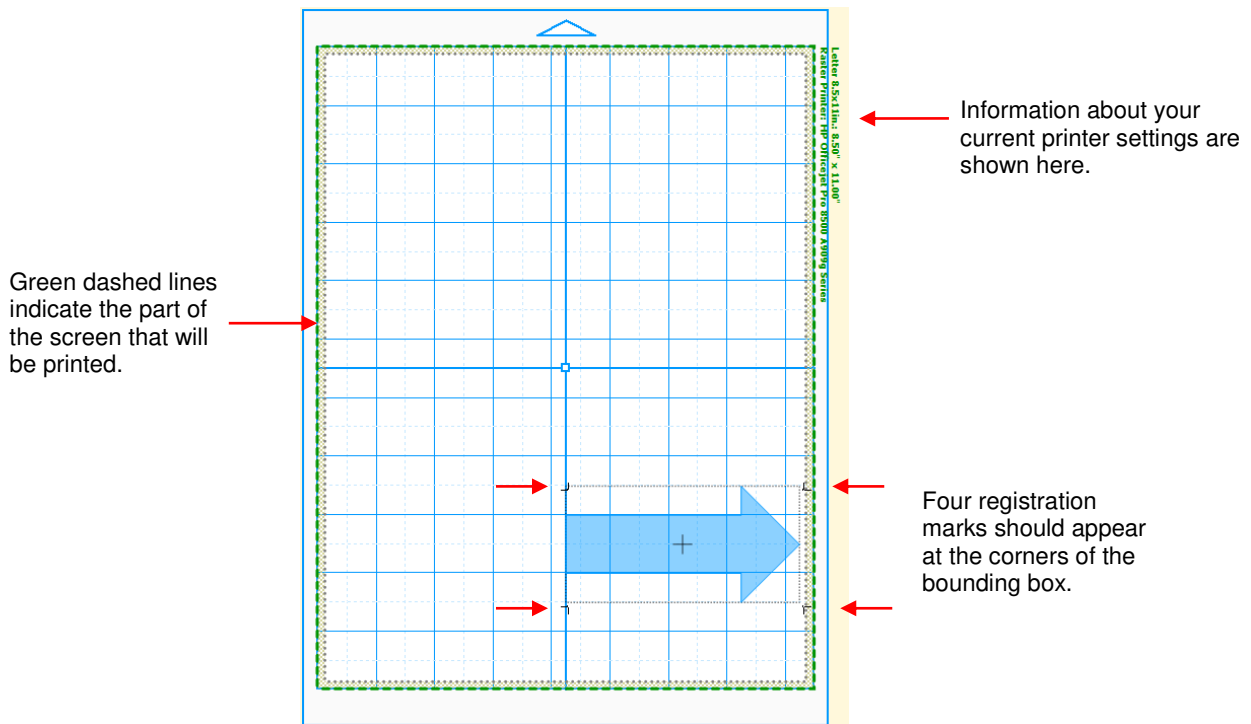 Letter 8.5x11in.: 8.50" x 11.00"
Raster Printer: HP Officejet Pro 8500 A909g Series
Information about your
current printer settings are
shown here.
Green dashed lines
indicate the part of
the screen that will
be printed.
Four registration
marks should appear
at the corners of the
bounding box.